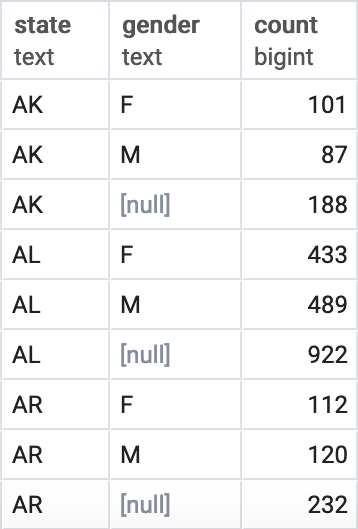 state gender count
text text bigint
AK F 101
AK M 87
AK [null] 188
AL F 433
AL M 489
AL [null] 922
AR F 112
AR M 120
AR [null] 232